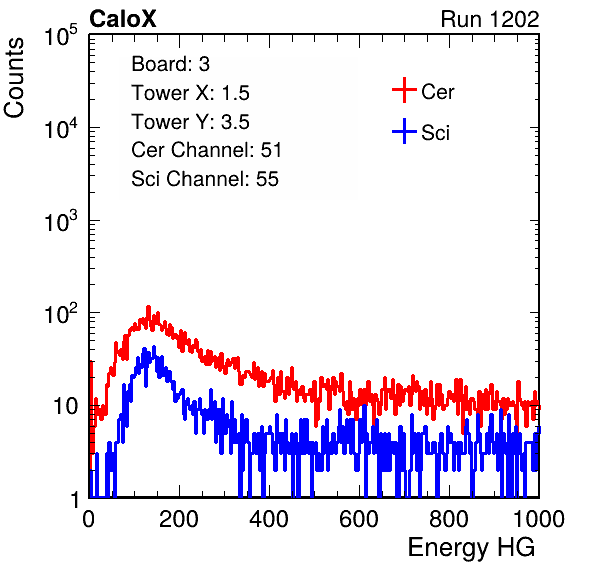 CaloX Run 1202
Counts
10^5
10^4
10^3
10^2
10
1
Board: 3
Tower X: 1.5
Tower Y: 3.5
Cer Channel: 51
Sci Channel: 55
Cer
Sci
0 200 400 600 800 1000
Energy HG